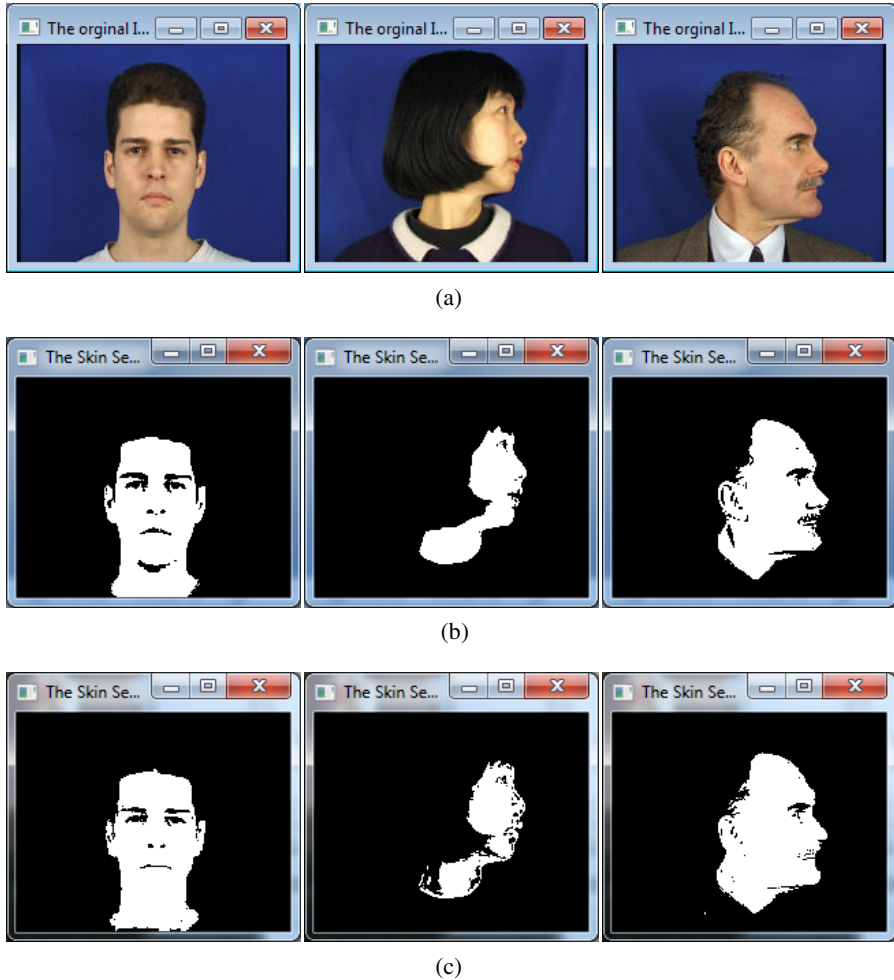 The orginal I... The orginal I... The orginal I...
(a)
The Skin Se... The Skin Se... The Skin Se...
(b)
The Skin Se... The Skin Se... The Skin Se...
(c)